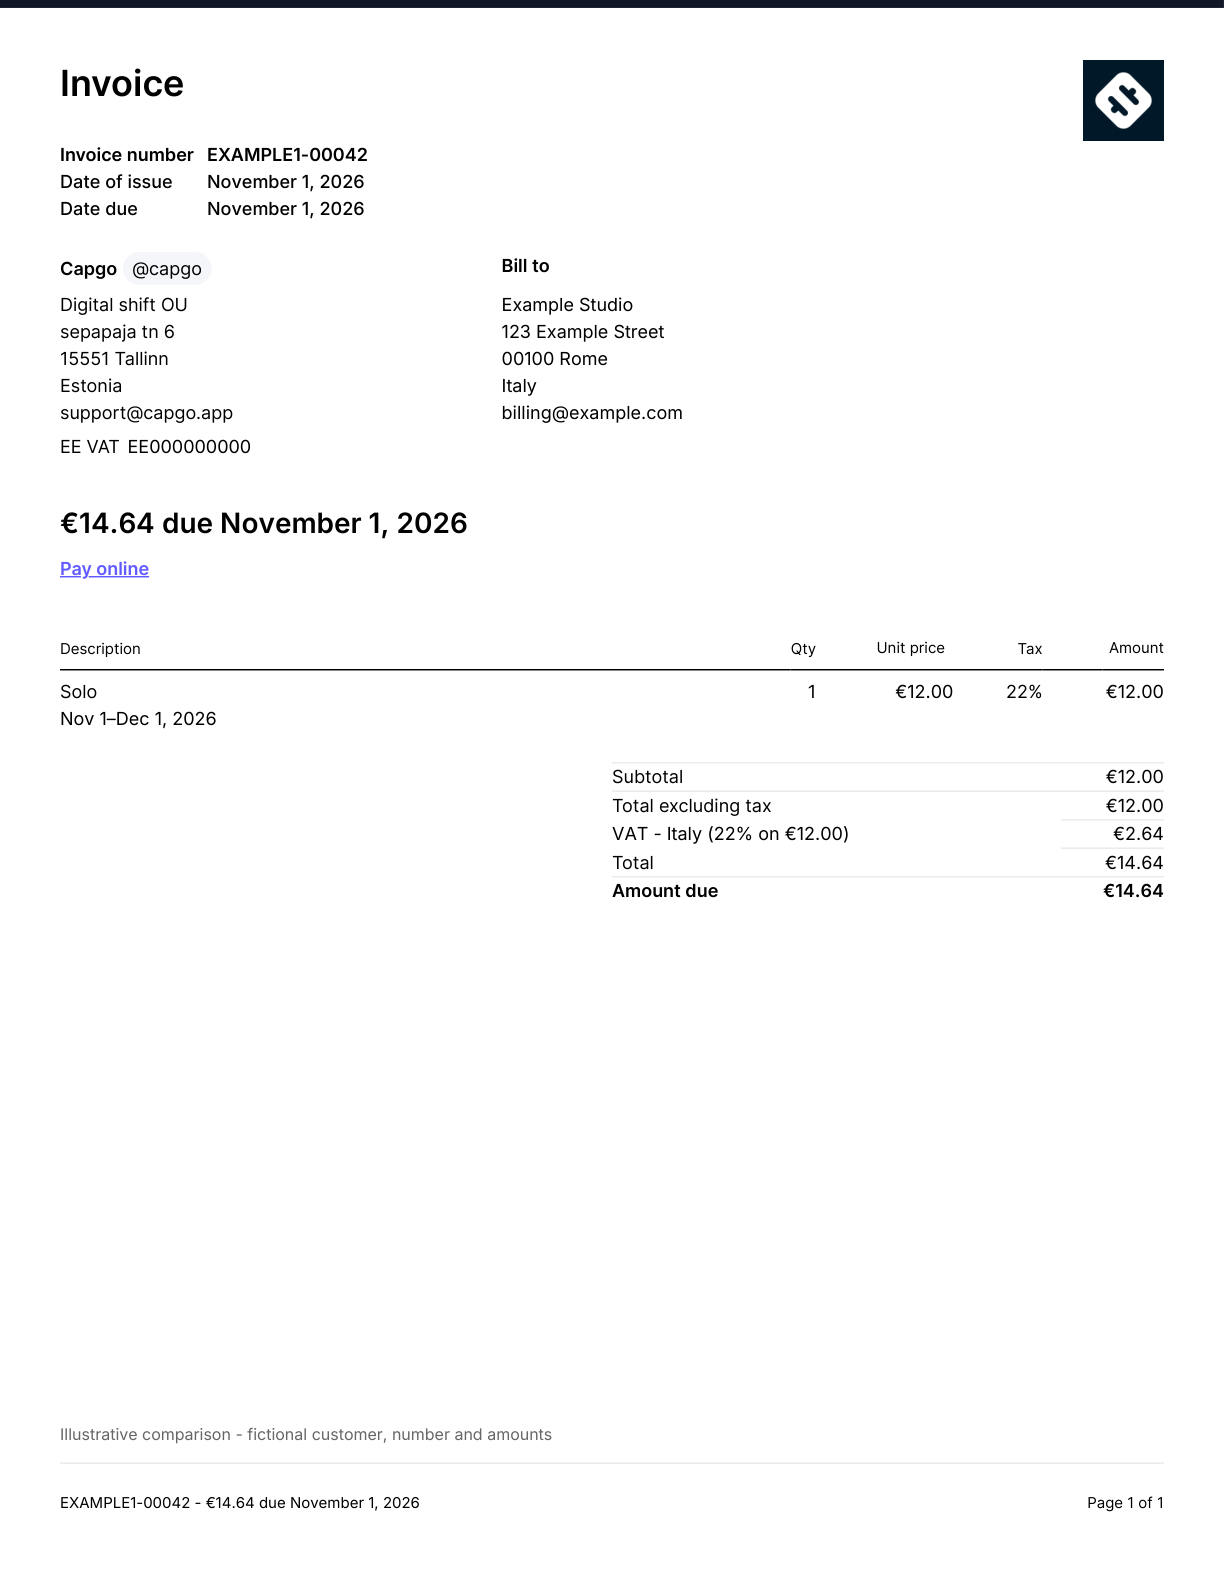 Invoice
Invoice number EXAMPLE1-00042
Date of issue November 1, 2026
Date due November 1, 2026
Capgo @capgo
Digital shift OU
sepapaja tn 6
15551 Tallinn
Estonia
support@capgo.app
EE VAT EE000000000
Bill to
Example Studio
123 Example Street
00100 Rome
Italy
billing@example.com
€14.64 due November 1, 2026
Pay online
Description Qty Unit price Tax Amount
Solo 1 €12.00 22% €12.00
Nov 1–Dec 1, 2026
Subtotal €12.00
Total excluding tax €12.00
VAT - Italy (22% on €12.00) €2.64
Total €14.64
Amount due €14.64
Illustrative comparison - fictional customer, number and amounts
EXAMPLE1-00042 - €14.64 due November 1, 2026 Page 1 of 1